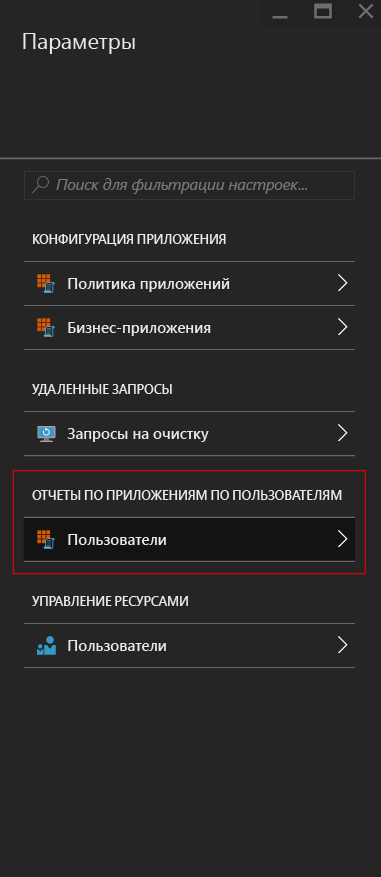 Параметры
Поиск для фильтрации настроек...
КОНФИГУРАЦИЯ ПРИЛОЖЕНИЯ
Политика приложений
Бизнес-приложения
УДАЛЕННЫЕ ЗАПРОСЫ
Запросы на очистку
ОТЧЕТЫ ПО ПРИЛОЖЕНИЯМ ПО ПОЛЬЗОВАТЕЛЯМ
Пользователи
УПРАВЛЕНИЕ РЕСУРСАМИ
Пользователи